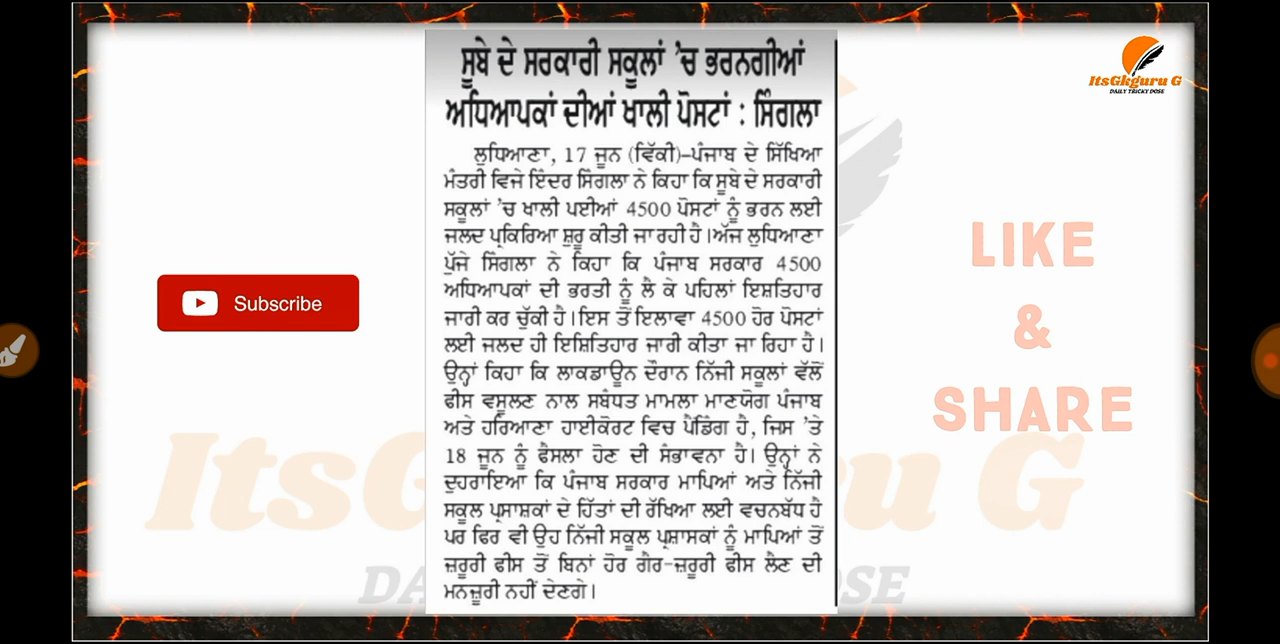 ਸੂਬੇ ਦੇ ਸਰਕਾਰੀ ਸਕੂਲਾਂ 'ਚ ਭਰਨਗੀਆਂ
ਅਧਿਆਪਕਾਂ ਦੀਆਂ ਖਾਲੀ ਪੋਸਟਾਂ : ਸਿੰਗਲਾ
ਲੁਧਿਆਣਾ, 17 ਜੂਨ (ਵਿੱਕੀ)-ਪੰਜਾਬ ਦੇ ਸਿੱਖਿਆ
ਮੰਤਰੀ ਵਿਜੇ ਇੰਦਰ ਸਿੰਗਲਾ ਨੇ ਕਿਹਾ ਕਿ ਸੂਬੇ ਦੇ ਸਰਕਾਰੀ
ਸਕੂਲਾਂ 'ਚ ਖਾਲੀ ਪਈਆਂ 4500 ਪੋਸਟਾਂ ਨੂੰ ਭਰਨ ਲਈ
ਜਲਦ ਪ੍ਰਕਿਰਿਆ ਸ਼ੁਰੂ ਕੀਤੀ ਜਾ ਰਹੀ ਹੈ। ਅੱਜ ਲੁਧਿਆਣਾ
ਪੁੱਜੇ ਸਿੰਗਲਾ ਨੇ ਕਿਹਾ ਕਿ ਪੰਜਾਬ ਸਰਕਾਰ 4500
ਅਧਿਆਪਕਾਂ ਦੀ ਭਰਤੀ ਨੂੰ ਲੈ ਕੇ ਪਹਿਲਾਂ ਇਸ਼ਤਿਹਾਰ
ਜਾਰੀ ਕਰ ਚੁੱਕੀ ਹੈ। ਇਸ ਤੋਂ ਇਲਾਵਾ 4500 ਹੋਰ ਪੋਸਟਾਂ
ਲਈ ਜਲਦ ਹੀ ਇਸ਼ਿਤਿਹਾਰ ਜਾਰੀ ਕੀਤਾ ਜਾ ਰਿਹਾ ਹੈ।
ਉਨ੍ਹਾਂ ਕਿਹਾ ਕਿ ਲਾਕਡਾਊਨ ਦੌਰਾਨ ਨਿੱਜੀ ਸਕੂਲਾਂ ਵੱਲੋਂ
ਫੀਸ ਵਸੂਲਣ ਨਾਲ ਸਬੰਧਤ ਮਾਮਲਾ ਮਾਣਯੋਗ ਪੰਜਾਬ
ਅਤੇ ਹਰਿਆਣਾ ਹਾਈਕੋਰਟ ਵਿਚ ਪੈਂਡਿੰਗ ਹੈ, ਜਿਸ 'ਤੇ
18 ਜੂਨ ਨੂੰ ਫੈਸਲਾ ਹੋਣ ਦੀ ਸੰਭਾਵਨਾ ਹੈ। ਉਨ੍ਹਾਂ ਨੇ
ਦੁਹਰਾਇਆ ਕਿ ਪੰਜਾਬ ਸਰਕਾਰ ਮਾਪਿਆਂ ਅਤੇ ਨਿੱਜੀ
ਸਕੂਲ ਪ੍ਰਸਾਸ਼ਕਾਂ ਦੇ ਹਿੱਤਾਂ ਦੀ ਰੱਖਿਆ ਲਈ ਵਚਨਬੱਧ ਹੈ
ਪਰ ਫਿਰ ਵੀ ਉਹ ਨਿੱਜੀ ਸਕੂਲ ਪ੍ਰਸ਼ਾਸਕਾਂ ਨੂੰ ਮਾਪਿਆਂ ਤੋਂ
ਜ਼ਰੂਰੀ ਫੀਸ ਤੋਂ ਬਿਨਾਂ ਹੋਰ ਗੈਰ-ਜ਼ਰੂਰੀ ਫੀਸ ਲੈਣ ਦੀ
ਮਨਜ਼ੂਰੀ ਨਹੀਂ ਦੇਣਗੇ।
Subscribe
ItsGkguru G
DAILY TRICKY DOSE
LIKE
&
SHARE